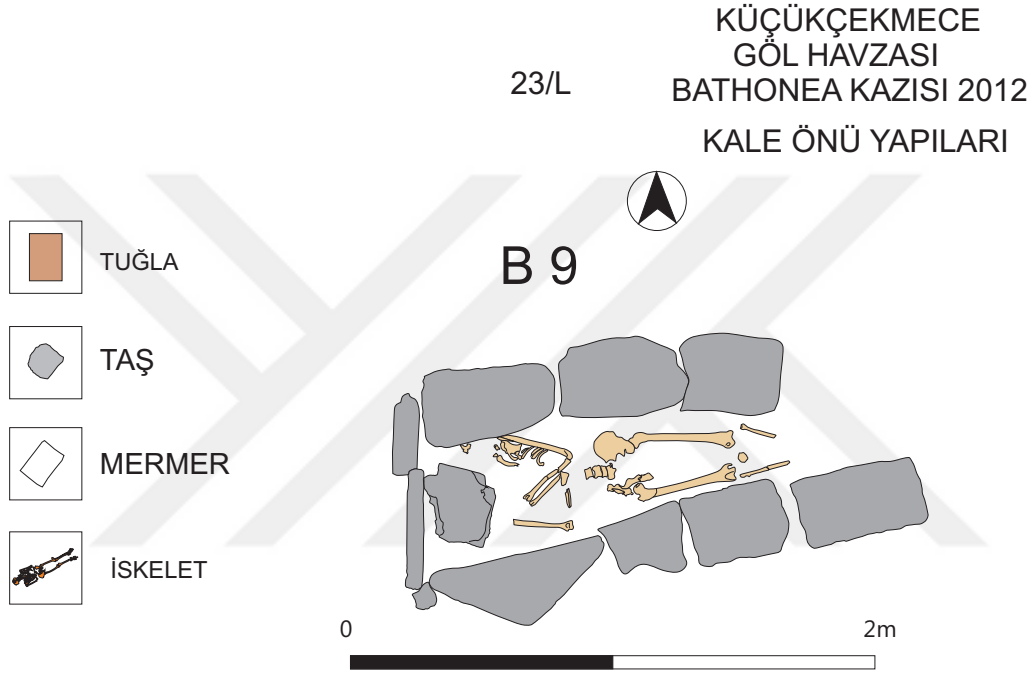 KÜÇÜKÇEKMECE
GÖL HAVZASI
23/L
BATHONEA KAZISI 2012
KALE ÖNÜ YAPILARI
B 9
TUĞLA
TAŞ
MERMER
İSKELET
0
2m